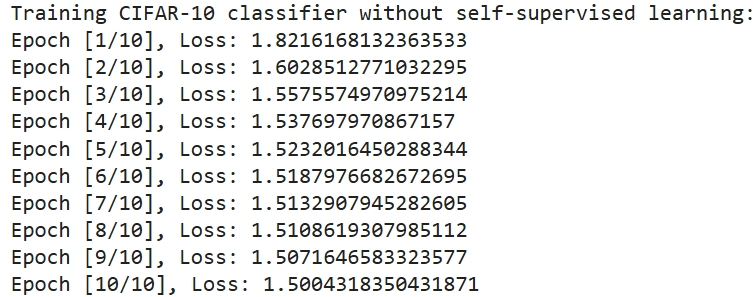 Training CIFAR-10 classifier without self-supervised learning:
Epoch [1/10], Loss: 1.8216168132363533
Epoch [2/10], Loss: 1.6028512771032295
Epoch [3/10], Loss: 1.5575574970975214
Epoch [4/10], Loss: 1.537697970867157
Epoch [5/10], Loss: 1.5232016450288344
Epoch [6/10], Loss: 1.5187976682672695
Epoch [7/10], Loss: 1.5132907945282605
Epoch [8/10], Loss: 1.5108619307985112
Epoch [9/10], Loss: 1.5071646583323577
Epoch [10/10], Loss: 1.5004318350431871